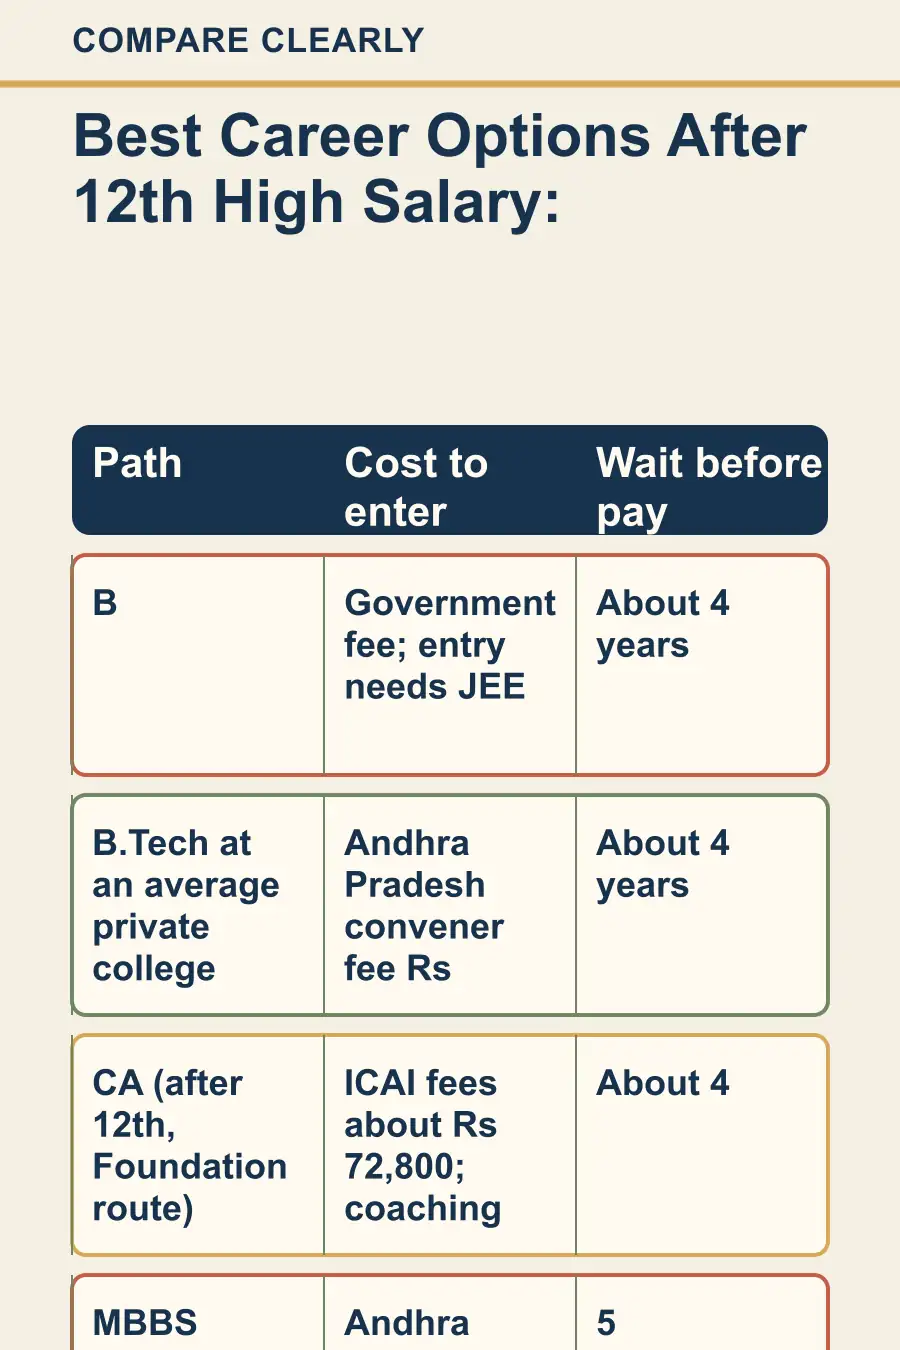 COMPARE CLEARLY
Best Career Options After
12th High Salary:
Path
Cost to
enter
Wait before
pay
B
Government
fee; entry
needs JEE
About 4
years
B.Tech at
an average
private
college
Andhra
Pradesh
convener
fee Rs
About 4
years
CA (after
12th,
Foundation
route)
ICAI fees
about Rs
72,800;
coaching
About 4
MBBS
Andhra
5